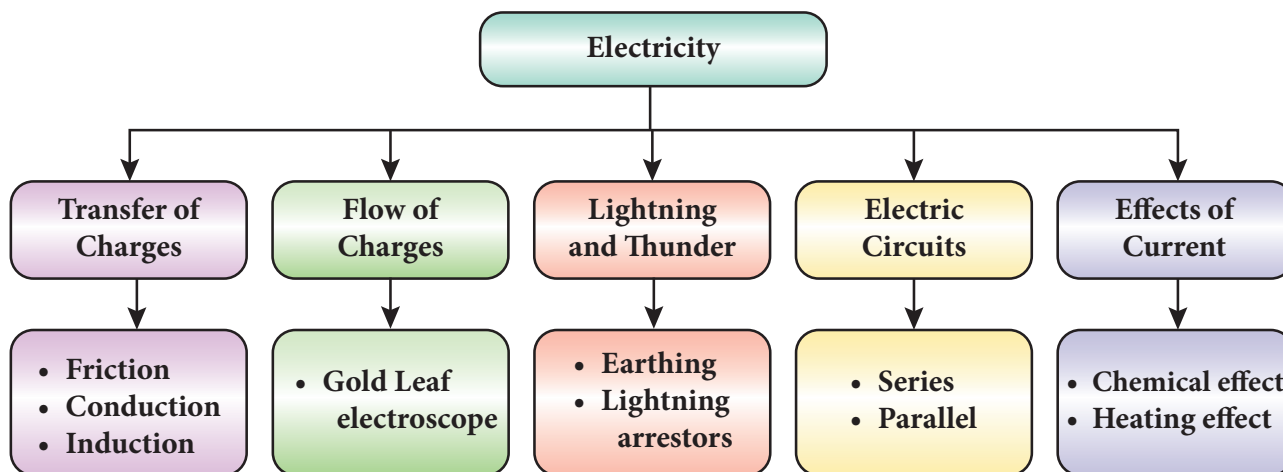 Electricity
Transfer of
Charges
Flow of
Charges
Lightning
and Thunder
Electric
Circuits
Effects of
Current
• Friction
• Conduction
• Induction
• Gold Leaf
electroscope
• Earthing
• Lightning
arrestors
• Series
• Parallel
• Chemical effect
• Heating effect